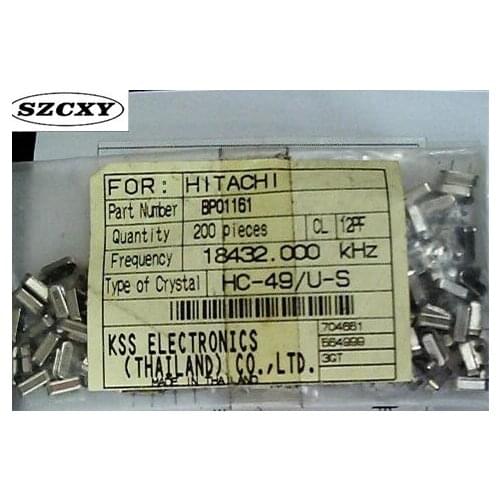 SZCXY
FOR: HITACHI
Part Number BP01161
Quantity 200 pieces CL 12PF
Frequency 18432.000 kHz
Type of Crystal HC-49/U-S
704661
564999
3GT
KSS ELECTRONICS
(THAILAND) CO.,LTD.
MADE IN THAILAND